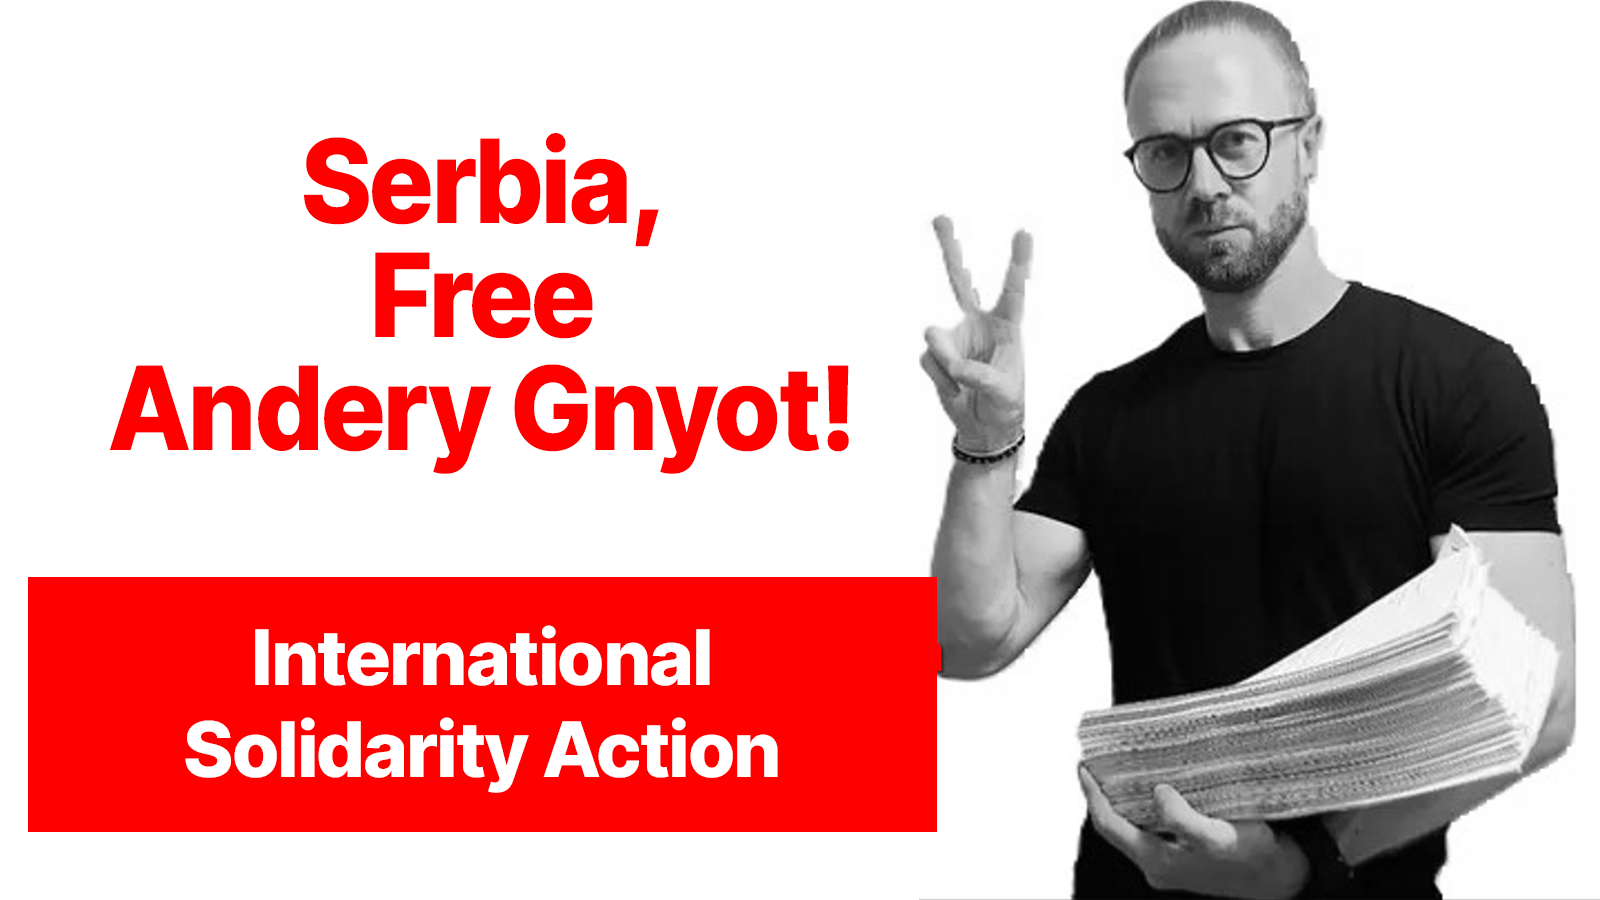 Serbia,
Free
Andery Gnyot!
International
Solidarity Action